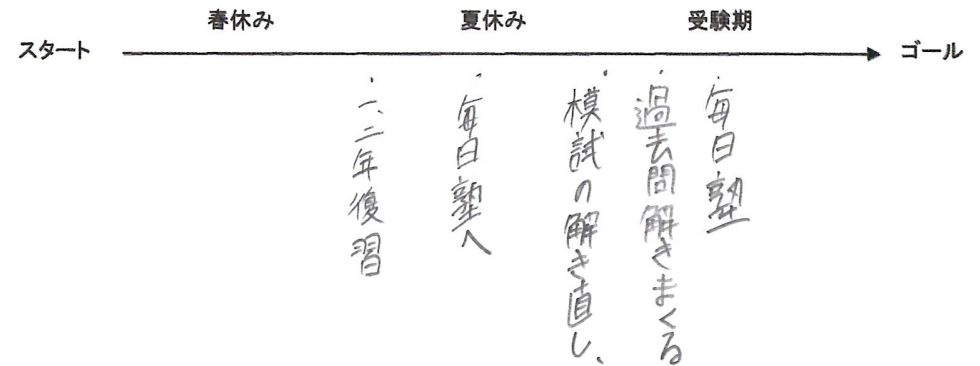 春休み
夏休み
受験期
スタート
ゴール
・一、二年復習
・毎日塾へ
・模試の解き直し、
・過去問解きまくる
・毎日塾